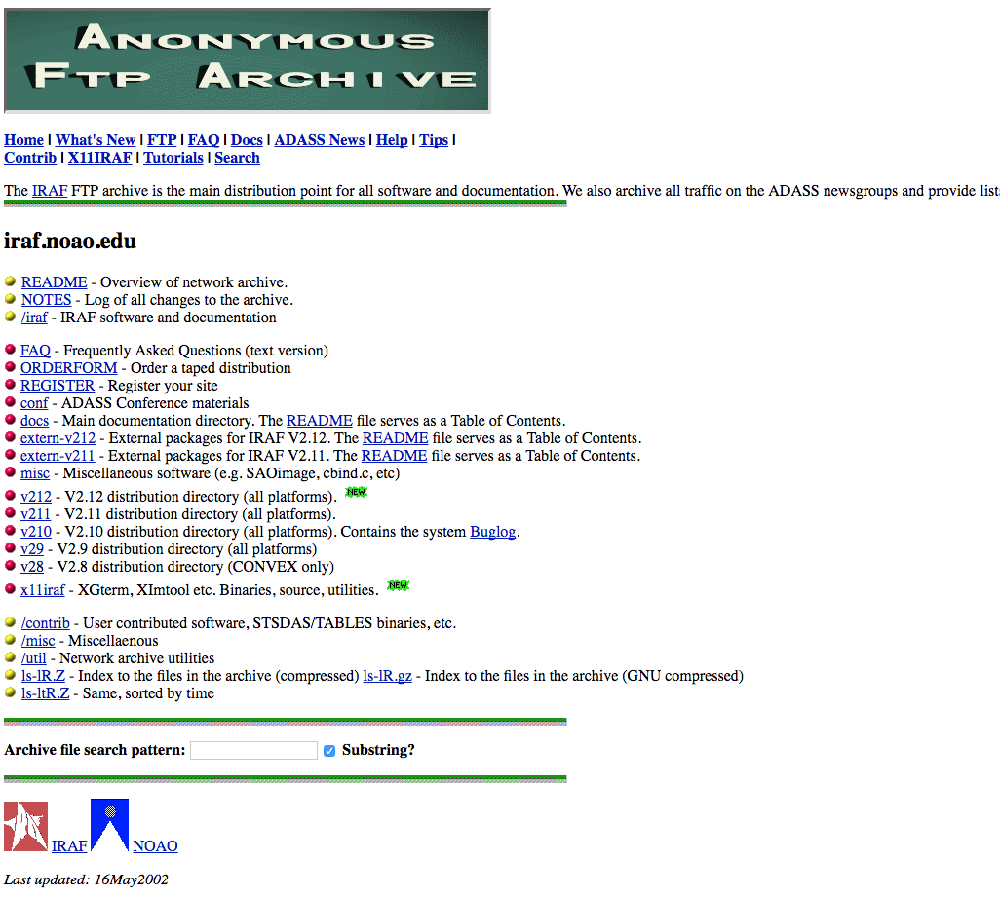 ANONYMOUS
FTP ARCHIVE
Home | What's New | FTP | FAQ | Docs | ADASS News | Help | Tips |
Contrib | X11IRAF | Tutorials | Search
The IRAF FTP archive is the main distribution point for all software and documentation. We also archive all traffic on the ADASS newsgroups and provide lists
iraf.noao.edu
README - Overview of network archive.
NOTES - Log of all changes to the archive.
/iraf - IRAF software and documentation
FAQ - Frequently Asked Questions (text version)
ORDERFORM - Order a taped distribution
REGISTER - Register your site
conf - ADASS Conference materials
docs - Main documentation directory. The README file serves as a Table of Contents.
extern-v212 - External packages for IRAF V2.12. The README file serves as a Table of Contents.
extern-v211 - External packages for IRAF V2.11. The README file serves as a Table of Contents.
misc - Miscellaneous software (e.g. SAOimage, cbind.c, etc)
v212 - V2.12 distribution directory (all platforms). NEW
v211 - V2.11 distribution directory (all platforms).
v210 - V2.10 distribution directory (all platforms). Contains the system Buglog.
v29 - V2.9 distribution directory (all platforms)
v28 - V2.8 distribution directory (CONVEX only)
x11iraf - XGterm, XImtool etc. Binaries, source, utilities. NEW
/contrib - User contributed software, STSDAS/TABLES binaries, etc.
/misc - Miscellaenous
/util - Network archive utilities
ls-lR.Z - Index to the files in the archive (compressed) ls-lR.gz - Index to the files in the archive (GNU compressed)
ls-ltR.Z - Same, sorted by time
Archive file search pattern: Substring?
IRAF NOAO
Last updated: 16May2002